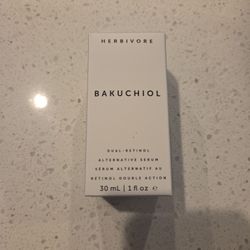 HERBIVORE
BAKUCHIOL
DUAL-RETINOL
ALTERNATIVE SERUM
SÉRUM ALTERNATIF AU
RETINOL DOUBLE ACTION
30 mL | 1 fl oz ℮